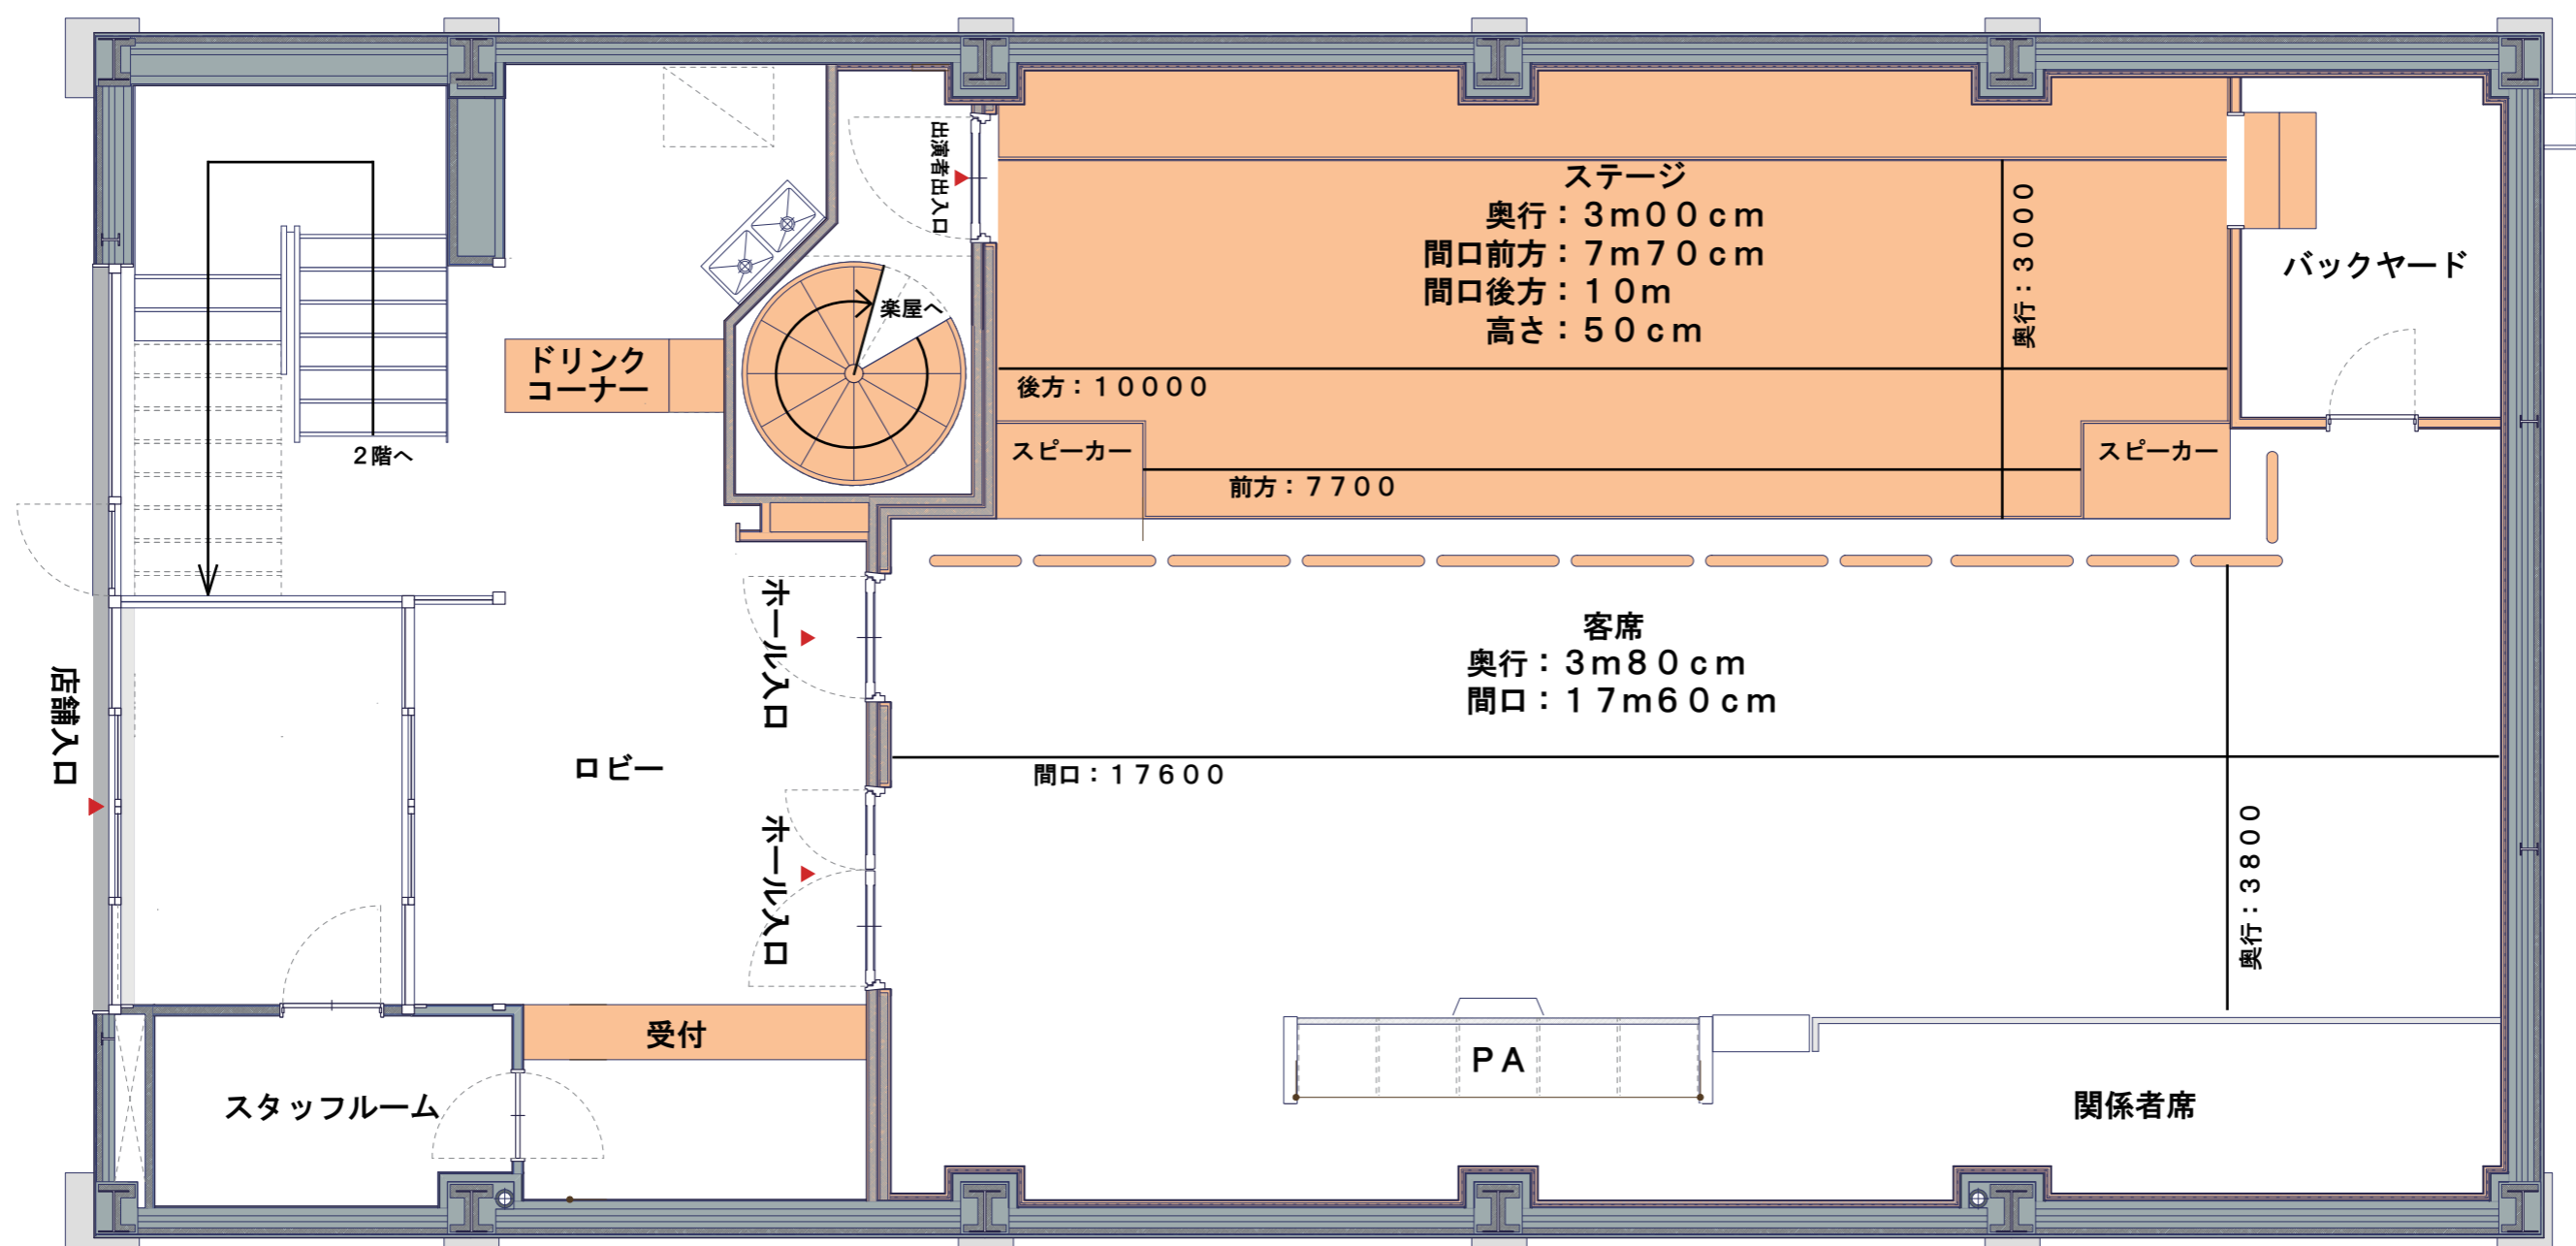 出演者出入口
ステージ
奥行：３ｍ００ｃｍ
間口前方：７ｍ７０ｃｍ
間口後方：１０ｍ
高さ：５０ｃｍ
奥行：３０００
バックヤード
楽屋へ
ドリンク
コーナー
後方：１００００
スピーカー
スピーカー
前方：７７００
２階へ
ホール入口
客席
奥行：３ｍ８０ｃｍ
間口：１７ｍ６０ｃｍ
店舗入口
ロビー
間口：１７６００
ホール入口
奥行：３８００
受付
ＰＡ
スタッフルーム
関係者席